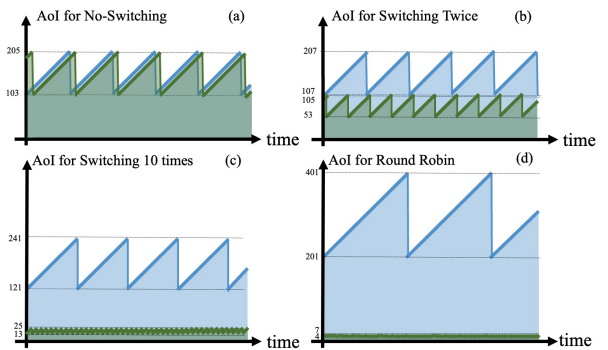 AoI for No-Switching (a)
205
103
time
AoI for Switching Twice (b)
207
107
105
53
time
AoI for Switching 10 times (c)
241
121
25
13
time
AoI for Round Robin (d)
401
201
7
4
time